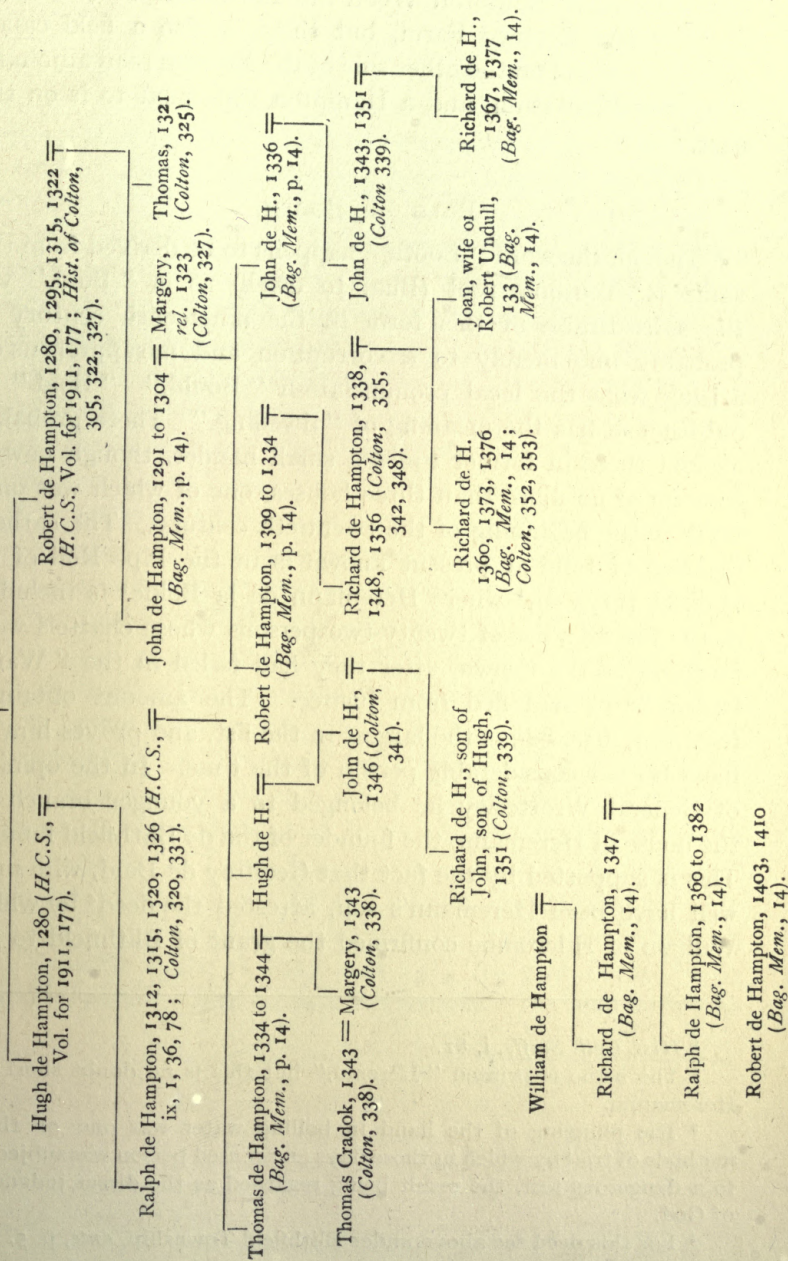 Hugh de Hampton, 1280 (H.C.S.,
Vol. for 1911, 177).
Robert de Hampton, 1280, 1295, 1315, 1322
(H.C.S., Vol. for 1911, 177 ; Hist. of Colton,
305, 322, 327).
Ralph de Hampton, 1312, 1315, 1320, 1326 (H.C.S.,
ix, 1, 36, 78 ; Colton, 320, 331).
John de Hampton, 1291 to 1304
(Bag. Mem., p. 14).
Margery,
rel. 1323
(Colton, 327).
Thomas, 1321
(Colton, 325).
Thomas de Hampton, 1334 to 1344
(Bag. Mem., p. 14).
Hugh de H.
Robert de Hampton, 1309 to 1334
(Bag. Mem., p. 14).
John de H., 1336
(Bag. Mem., p. 14).
Thomas Cradok, 1343 = Margery, 1343
(Colton, 338). (Colton, 338).
John de H.,
1346 (Colton,
341).
Richard de Hampton, 1338,
1348, 1356 (Colton, 335,
342, 348).
John de H., 1343, 1351
(Colton 339).
Richard de H., son of
John, son of Hugh,
1351 (Colton, 339).
Richard de H.
1360, 1373, 1376
(Bag. Mem., 14 ;
Colton, 352, 353).
Joan, wife of
Robert Undull,
133 (Bag.
Mem., 14).
Richard de H.,
1367, 1377
(Bag. Mem., 14).
William de Hampton
Richard de Hampton, 1347
(Bag. Mem., 14).
Ralph de Hampton, 1360 to 1382
(Bag. Mem., 14).
Robert de Hampton, 1403, 1410
(Bag. Mem., 14).